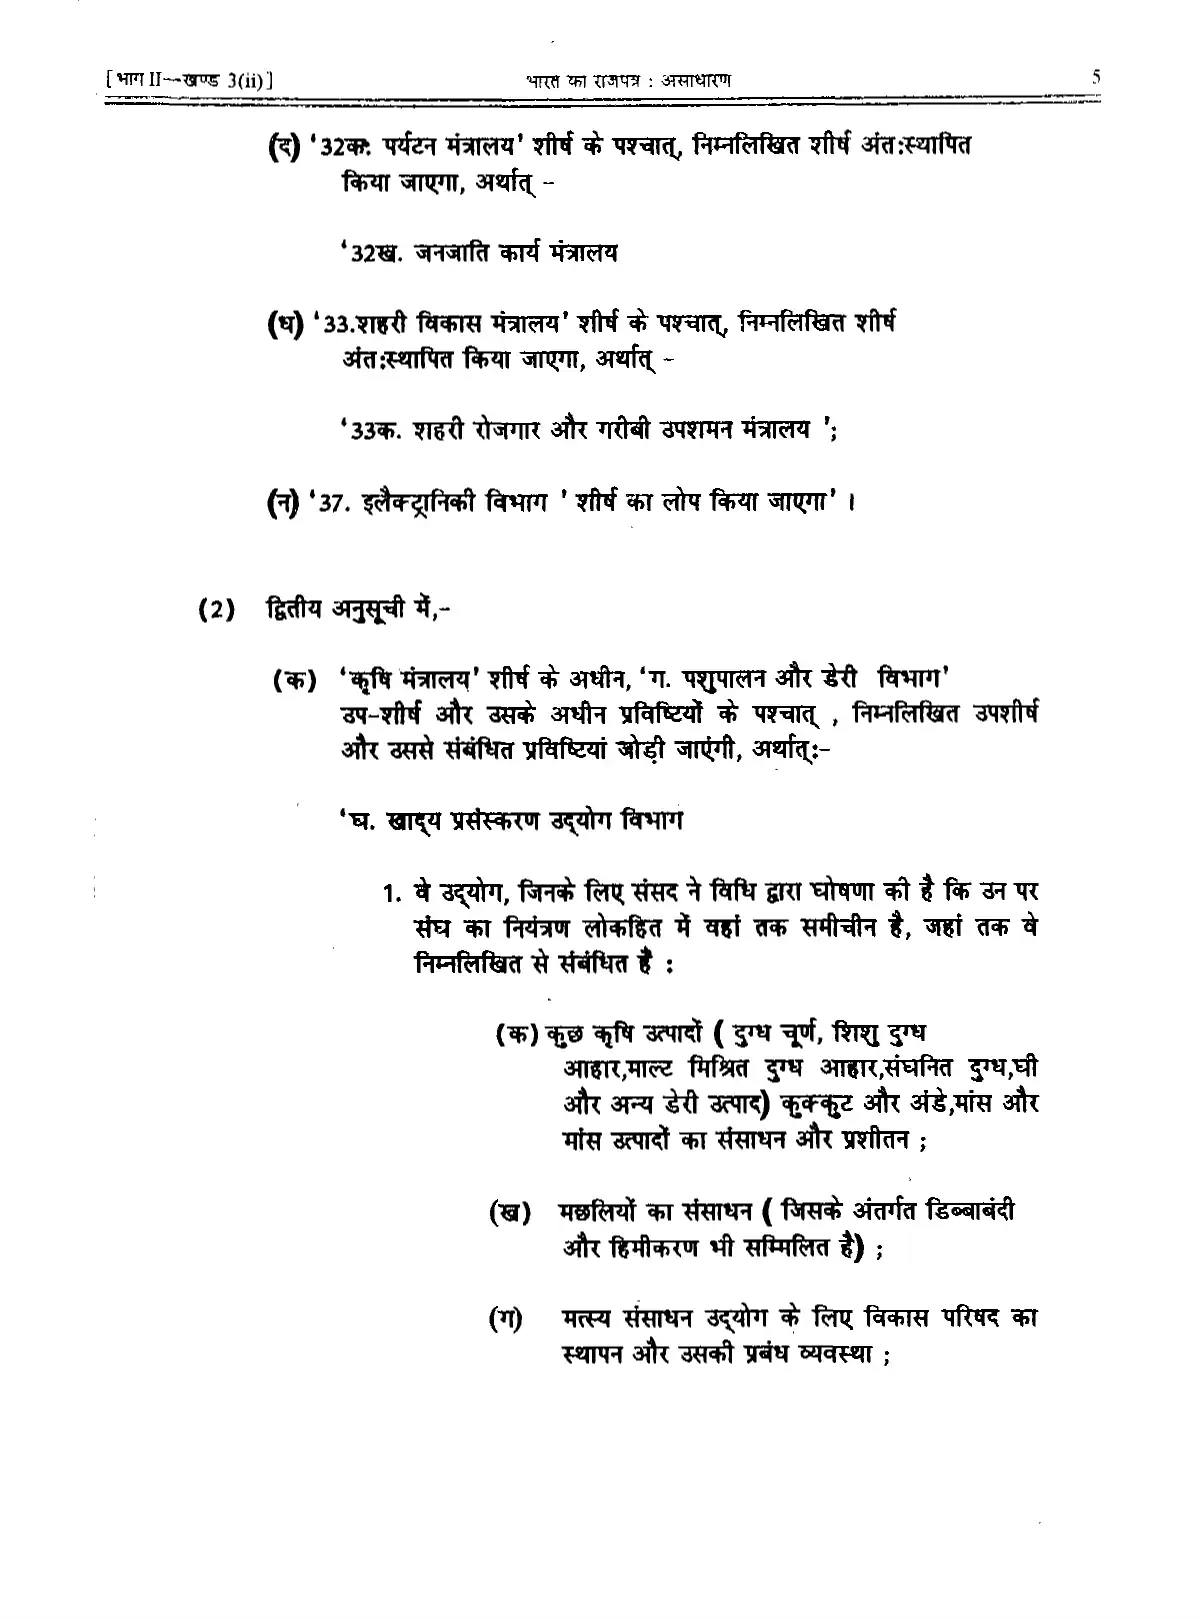 [ भाग II—खण्ड 3(ii) ]
भारत का राजपत्र : असाधारण
5
(द) '32क. पर्यटन मंत्रालय' शीर्ष के पश्चात्, निम्नलिखित शीर्ष अंत:स्थापित
किया जाएगा, अर्थात् -
'32ख. जनजाति कार्य मंत्रालय
(ध) '33.शहरी विकास मंत्रालय' शीर्ष के पश्चात्, निम्नलिखित शीर्ष
अंत:स्थापित किया जाएगा, अर्थात् -
'33क. शहरी रोजगार और गरीबी उपशमन मंत्रालय ';
(न) '37. इलैक्ट्रानिकी विभाग ' शीर्ष का लोप किया जाएगा' ।
(2) द्वितीय अनुसूची में,-
(क) 'कृषि मंत्रालय' शीर्ष के अधीन, 'ग. पशुपालन और डेरी विभाग'
उप-शीर्ष और उसके अधीन प्रविष्टियों के पश्चात् , निम्नलिखित उपशीर्ष
और उससे संबंधित प्रविष्टियां जोड़ी जाएंगी, अर्थात्:-
'घ. खाद्य प्रसंस्करण उद्योग विभाग
1. वे उद्योग, जिनके लिए संसद ने विधि द्वारा घोषणा की है कि उन पर
संघ का नियंत्रण लोकहित में वहां तक समीचीन है, जहां तक वे
निम्नलिखित से संबंधित हैं :
(क) कुछ कृषि उत्पादों ( दुग्ध चूर्ण, शिशु दुग्ध
आहार,माल्ट मिश्रित दुग्ध आहार,संघनित दुग्ध,घी
और अन्य डेरी उत्पाद) कुक्कुट और अंडे,मांस और
मांस उत्पादों का संसाधन और प्रशीतन ;
(ख) मछलियों का संसाधन ( जिसके अंतर्गत डिब्बाबंदी
और हिमीकरण भी सम्मिलित है) ;
(ग) मत्स्य संसाधन उद्योग के लिए विकास परिषद का
स्थापन और उसकी प्रबंध व्यवस्था ;